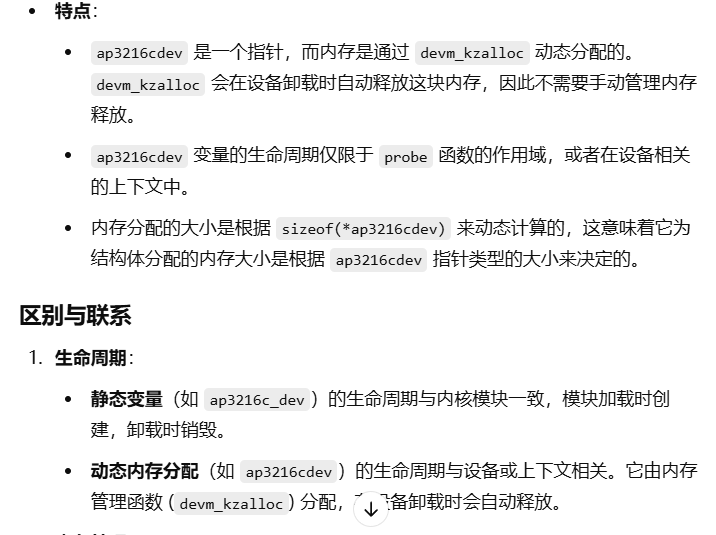 特点：
ap3216cdev 是一个指针，而内存是通过 devm_kzalloc 动态分配的。
devm_kzalloc 会在设备卸载时自动释放这块内存，因此不需要手动管理内存
释放。
ap3216cdev 变量的生命周期仅限于 probe 函数的作用域，或者在设备相关
的上下文中。
内存分配的大小是根据 sizeof(*ap3216cdev) 来动态计算的，这意味着它为
结构体分配的内存大小是根据 ap3216cdev 指针类型的大小来决定的。
区别与联系
1. 生命周期：
静态变量（如 ap3216c_dev）的生命周期与内核模块一致，模块加载时创
建，卸载时销毁。
动态内存分配（如 ap3216cdev）的生命周期与设备或上下文相关。它由内存
管理函数 (devm_kzalloc) 分配，设备卸载时会自动释放。